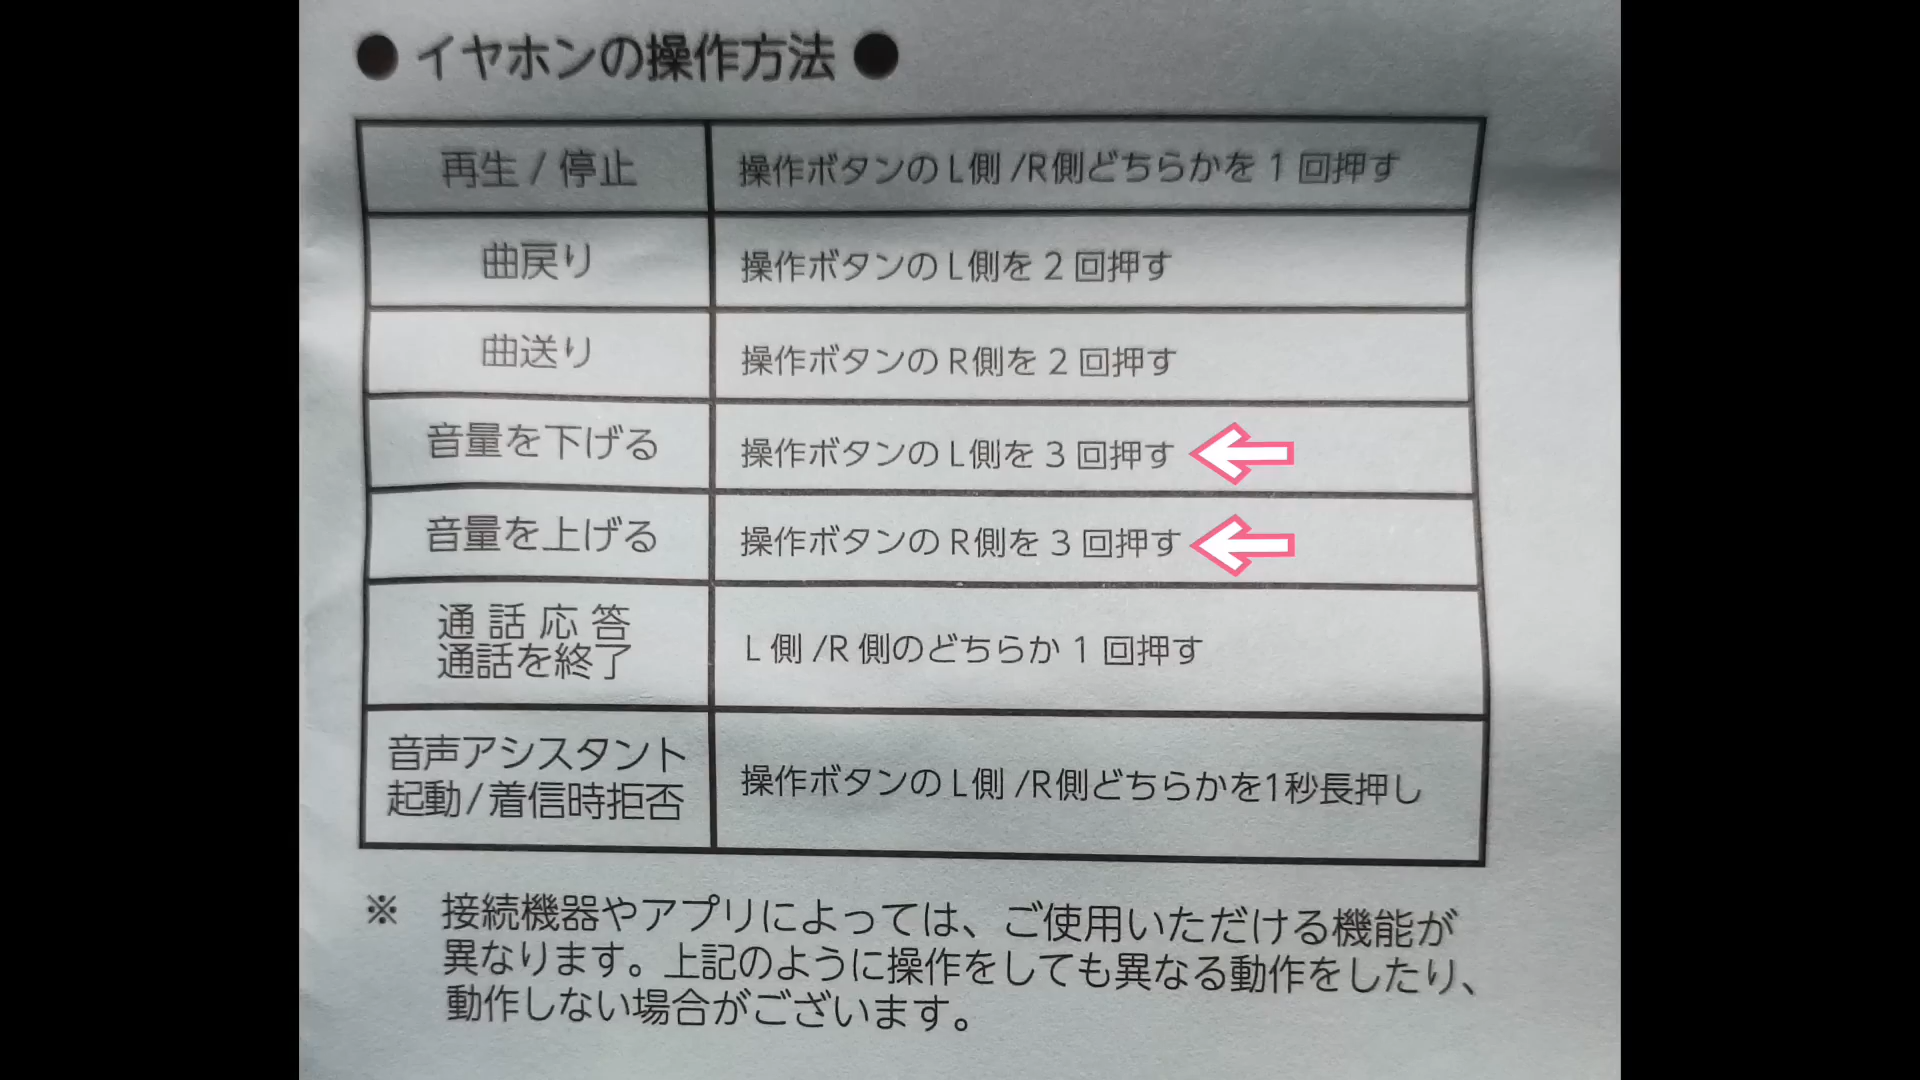 ● イヤホンの操作方法 ●
再生 / 停止
操作ボタンの L側 /R側どちらかを 1 回押す
曲戻り
操作ボタンの L側を 2 回押す
曲送り
操作ボタンの R側を 2 回押す
音量を下げる
操作ボタンの L側を 3 回押す
音量を上げる
操作ボタンの R側を 3 回押す
通 話 応 答
通話を終了
L 側 /R 側のどちらか 1 回押す
音声アシスタント
起動/着信時拒否
操作ボタンの L側 /R側どちらかを1秒長押し
※ 接続機器やアプリによっては、ご使用いただける機能が
異なります。上記のように操作をしても異なる動作をしたり、
動作しない場合がございます。